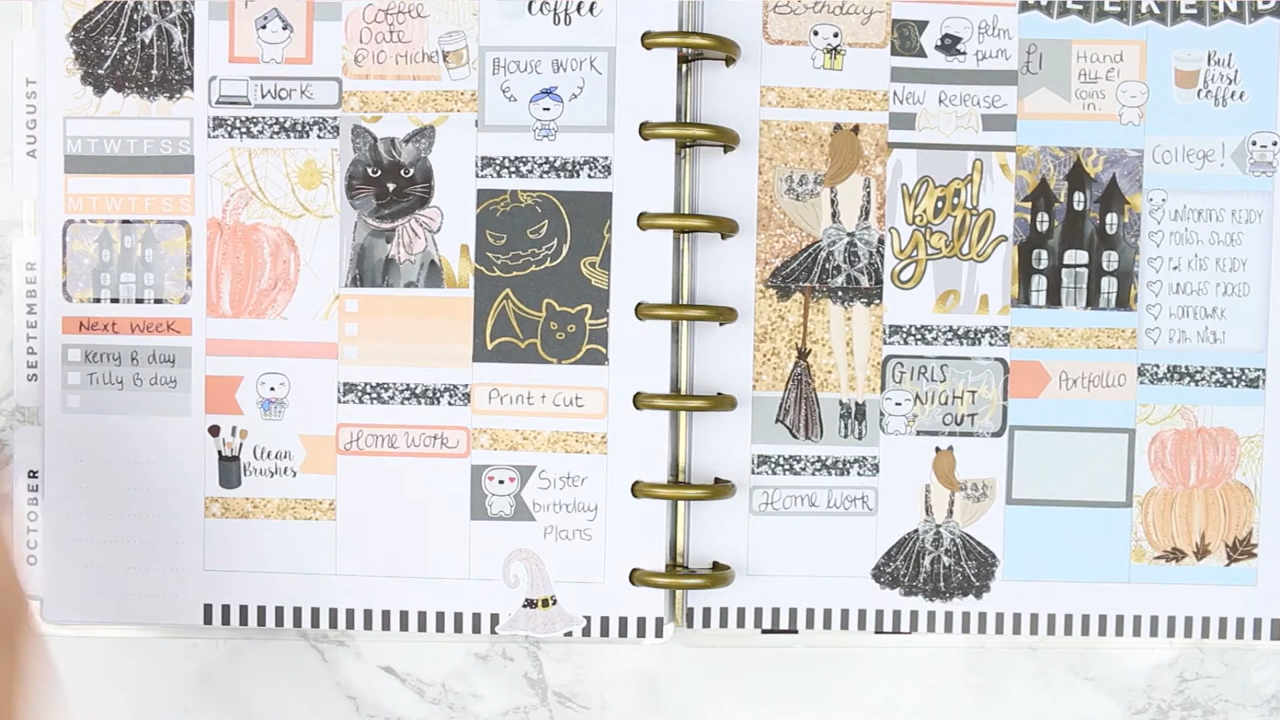 AUGUST
SEPTEMBER
OCTOBER
MTWTFSS
MTWTFSS
Next Week
Kerry B day
Tilly B day
Work
Clean
Brushes
Coffee
Date
@10 Michele
Home Work
coffee
House Work
Print + Cut
Sister
birthday
Plans
Birthday
Home Work
film
pum
New Release
Boo!
y'all
GIRLS
NIGHT
OUT
WEEKEND
£1
Hand
ALL £1
coins
in.
Portfollio
But
first
coffee
College!
UNIFORMS READY
POLISH SHOES
P.E KITS READY
LUNCHES PACKED
HOMEWORK
Bath Night